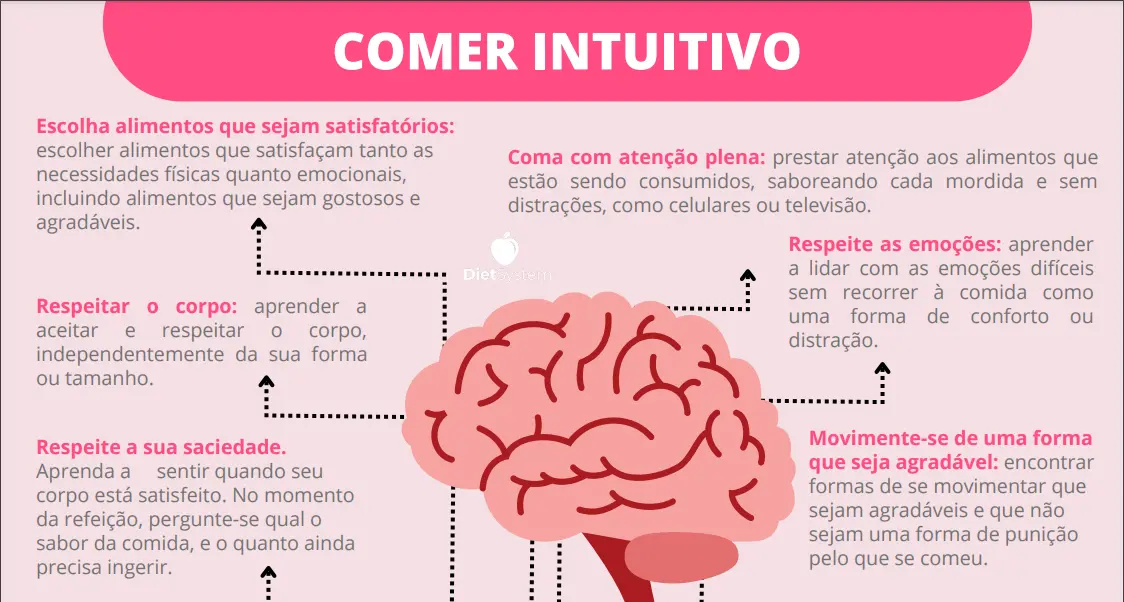 COMER INTUITIVO
Escolha alimentos que sejam satisfatórios:
escolher alimentos que satisfaçam tanto as
necessidades físicas quanto emocionais,
incluindo alimentos que sejam gostosos e
agradáveis.
Coma com atenção plena: prestar atenção aos alimentos que
estão sendo consumidos, saboreando cada mordida e sem
distrações, como celulares ou televisão.
DietSystem
Respeite as emoções: aprender
a lidar com as emoções difíceis
sem recorrer à comida como
uma forma de conforto ou
distração.
Respeitar o corpo: aprender a
aceitar e respeitar o corpo,
independentemente da sua forma
ou tamanho.
Respeite a sua saciedade.
Aprenda a sentir quando seu
corpo está satisfeito. No momento
da refeição, pergunte-se qual o
sabor da comida, e o quanto ainda
precisa ingerir.
Movimente-se de uma forma
que seja agradável: encontrar
formas de se movimentar que
sejam agradáveis e que não
sejam uma forma de punição
pelo que se comeu.